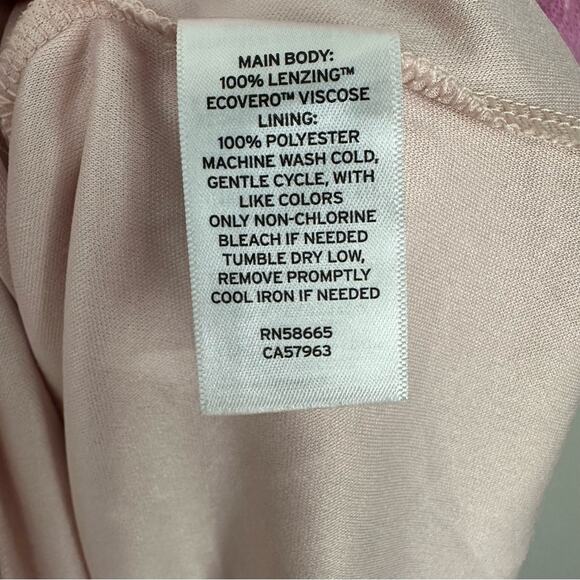 MAIN BODY:
100% LENZING™
ECOVERO™ VISCOSE
LINING:
100% POLYESTER
MACHINE WASH COLD,
GENTLE CYCLE, WITH
LIKE COLORS
ONLY NON-CHLORINE
BLEACH IF NEEDED
TUMBLE DRY LOW,
REMOVE PROMPTLY
COOL IRON IF NEEDED
RN58665
CA57963